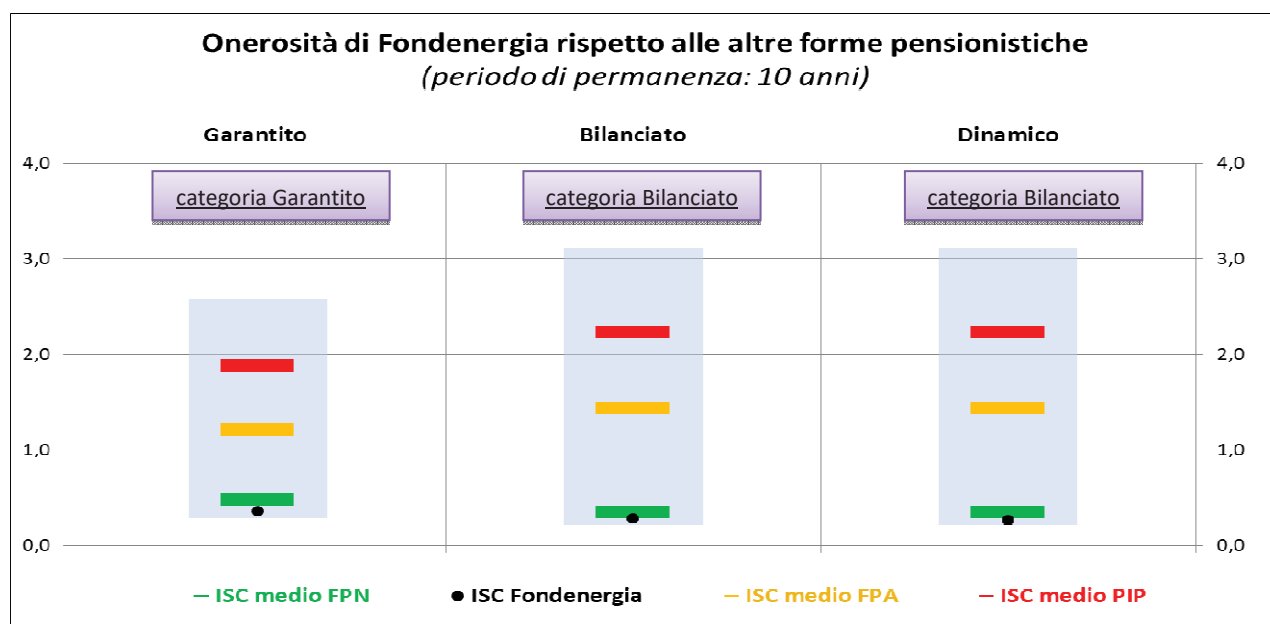 Onerosità di Fondenergia rispetto alle altre forme pensionistiche
(periodo di permanenza: 10 anni)
Garantito Bilanciato Dinamico
4,0 4,0
categoria Garantito categoria Bilanciato categoria Bilanciato
3,0 3,0
2,0 2,0
1,0 1,0
0,0 0,0
ISC medio FPN ISC Fondenergia ISC medio FPA ISC medio PIP